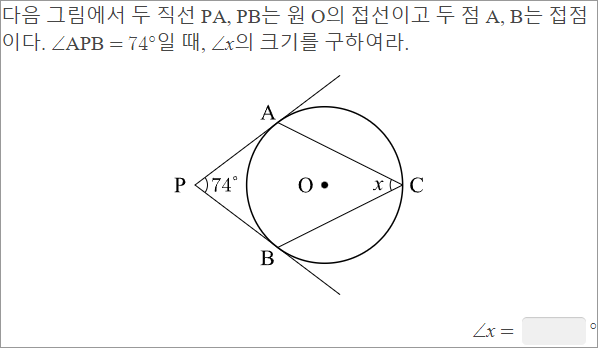 다음 그림에서 두 직선 PA, PB는 원 O의 접선이고 두 점 A, B는 접점
이다. ∠APB = 74°일 때, ∠x의 크기를 구하여라.
A
P 74° O x C
B
∠x = °